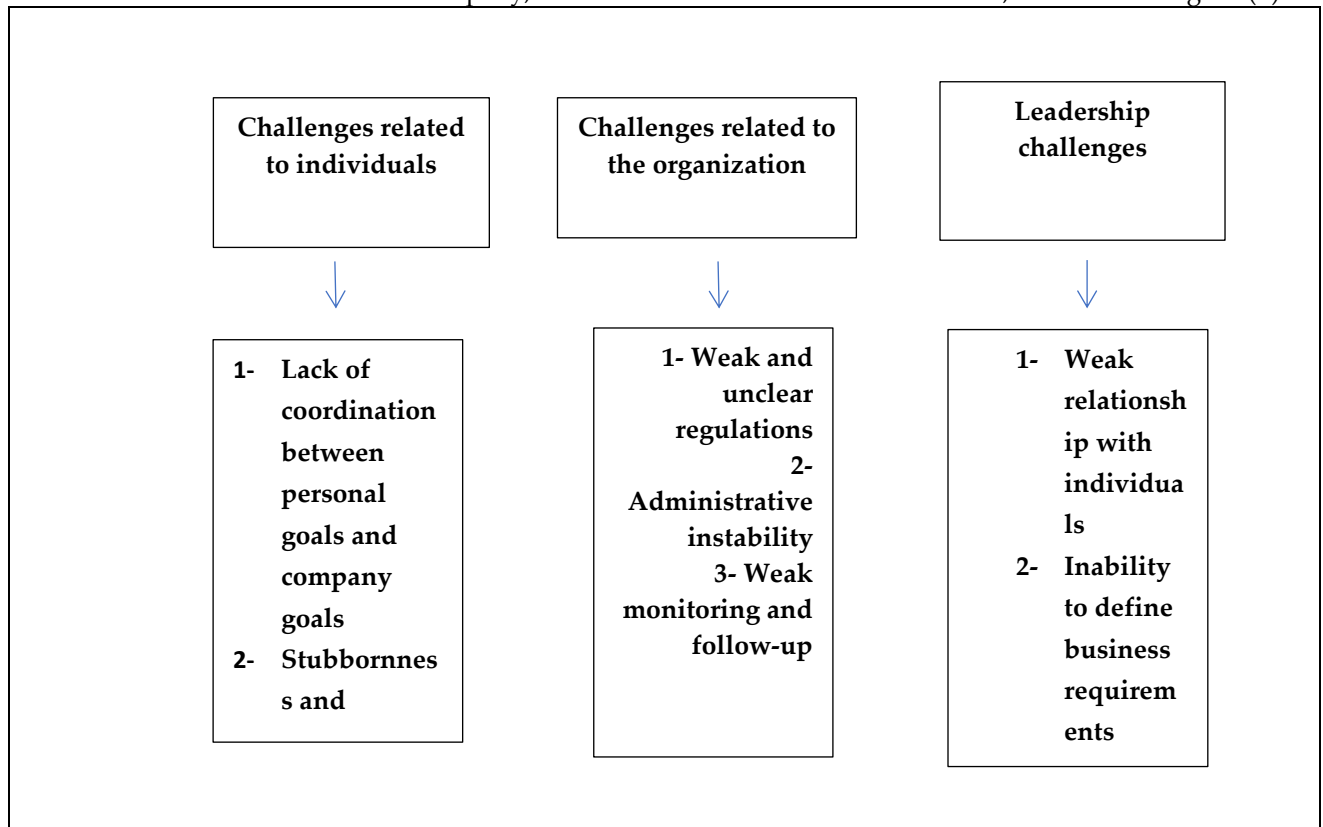 Challenges related
to individuals
Challenges related to
the organization
Leadership
challenges
1- Lack of
coordination
between
personal
goals and
company
goals
2- Stubbornnes
s and
1- Weak and
unclear
regulations
2-
Administrative
instability
3- Weak
monitoring and
follow-up
1- Weak
relationsh
ip with
individua
ls
2- Inability
to define
business
requirem
ents